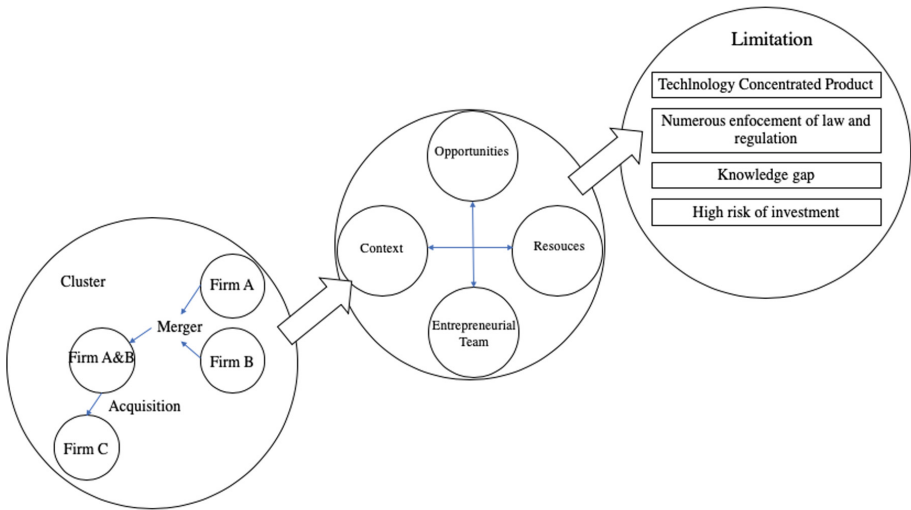 Limitation
Techlnology Concentrated Product
Numerous enfocement of law and
regulation
Knowledge gap
High risk of investment
Opportunities
Context
Resouces
Entrepreneurial
Team
Cluster
Firm A
Merger
Firm A&B
Firm B
Acquisition
Firm C